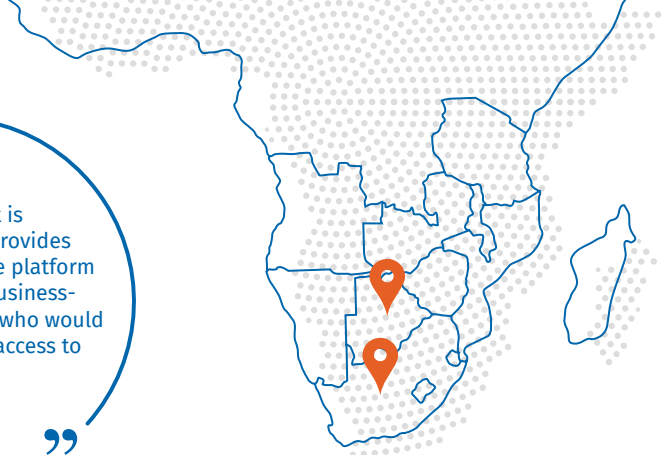 t is
rovides
e platform
usiness-
who would
access to
”